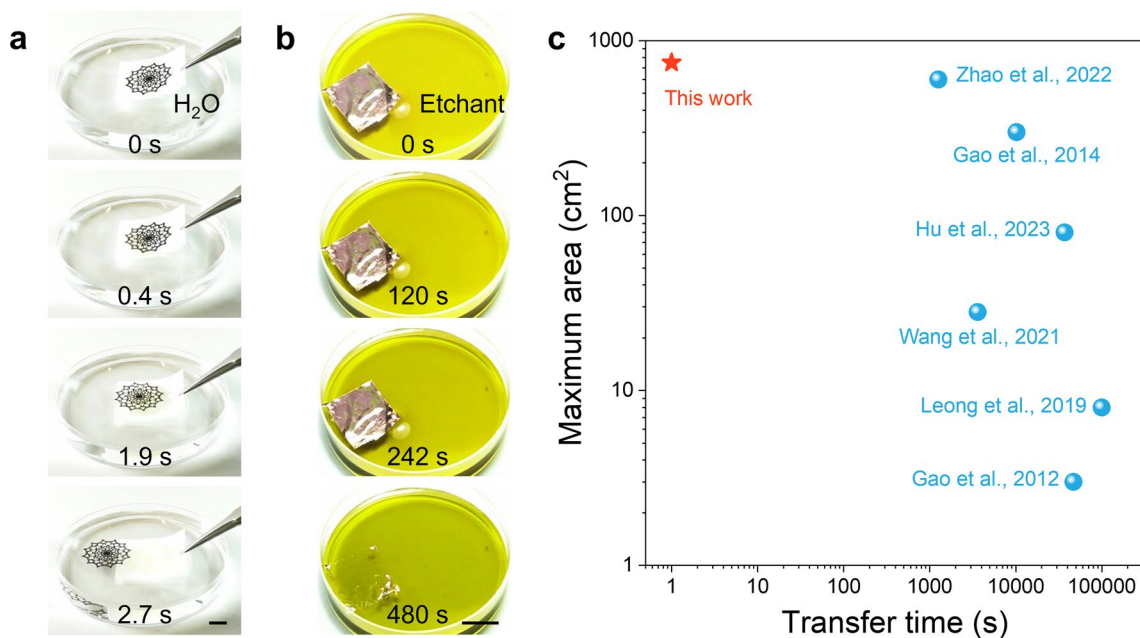 a
H₂O
0 s
0.4 s
1.9 s
2.7 s
b
Etchant
0 s
120 s
242 s
480 s
c
Maximum area (cm²)
1000
100
10
1
This work
Zhao et al., 2022
Gao et al., 2014
Hu et al., 2023
Wang et al., 2021
Leong et al., 2019
Gao et al., 2012
1 10 100 1000 10000 100000
Transfer time (s)